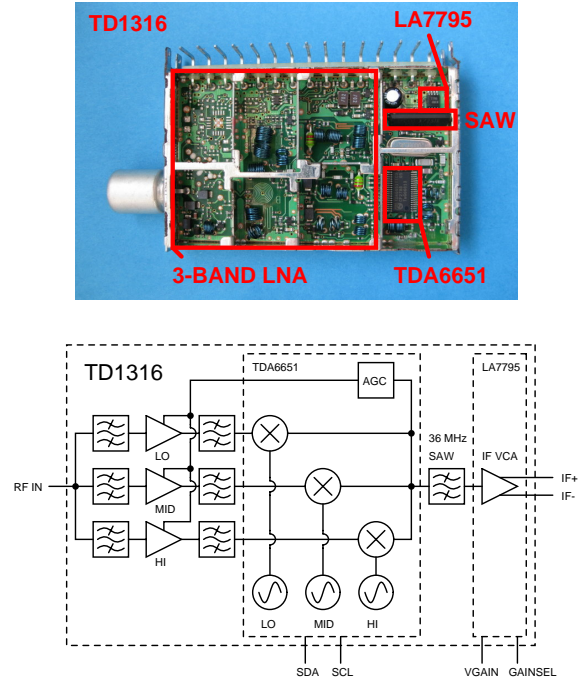 TD1316
LA7795
SAW
3-BAND LNA
TDA6651
TD1316
TDA6651
LA7795
AGC
LO
36 MHz
SAW
IF VCA
RF IN
MID
IF+
IF-
HI
LO
MID
HI
SDA
SCL
VGAIN
GAINSEL